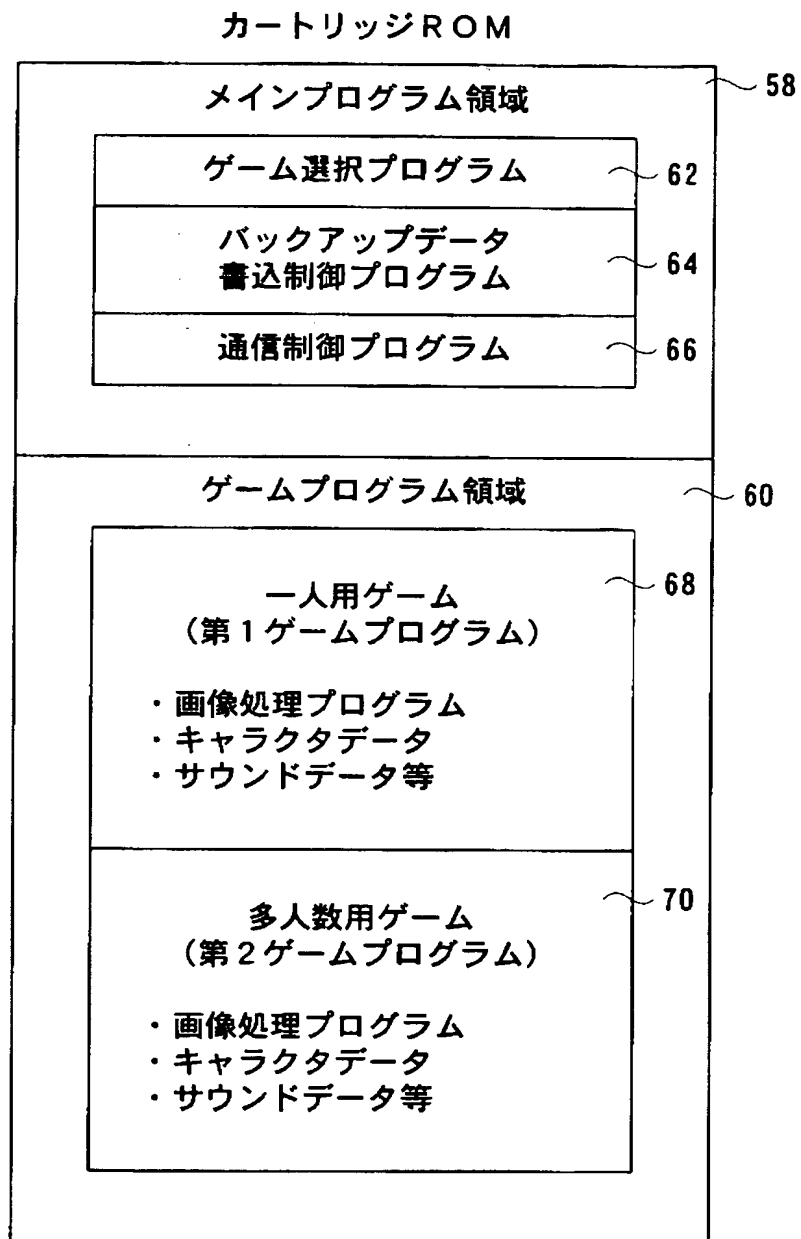 カートリッジＲＯＭ
メインプログラム領域
58
ゲーム選択プログラム
62
バックアップデータ
書込制御プログラム
64
通信制御プログラム
66
ゲームプログラム領域
60
一人用ゲーム
（第１ゲームプログラム）
68
・画像処理プログラム
・キャラクタデータ
・サウンドデータ等
多人数用ゲーム
（第２ゲームプログラム）
70
・画像処理プログラム
・キャラクタデータ
・サウンドデータ等